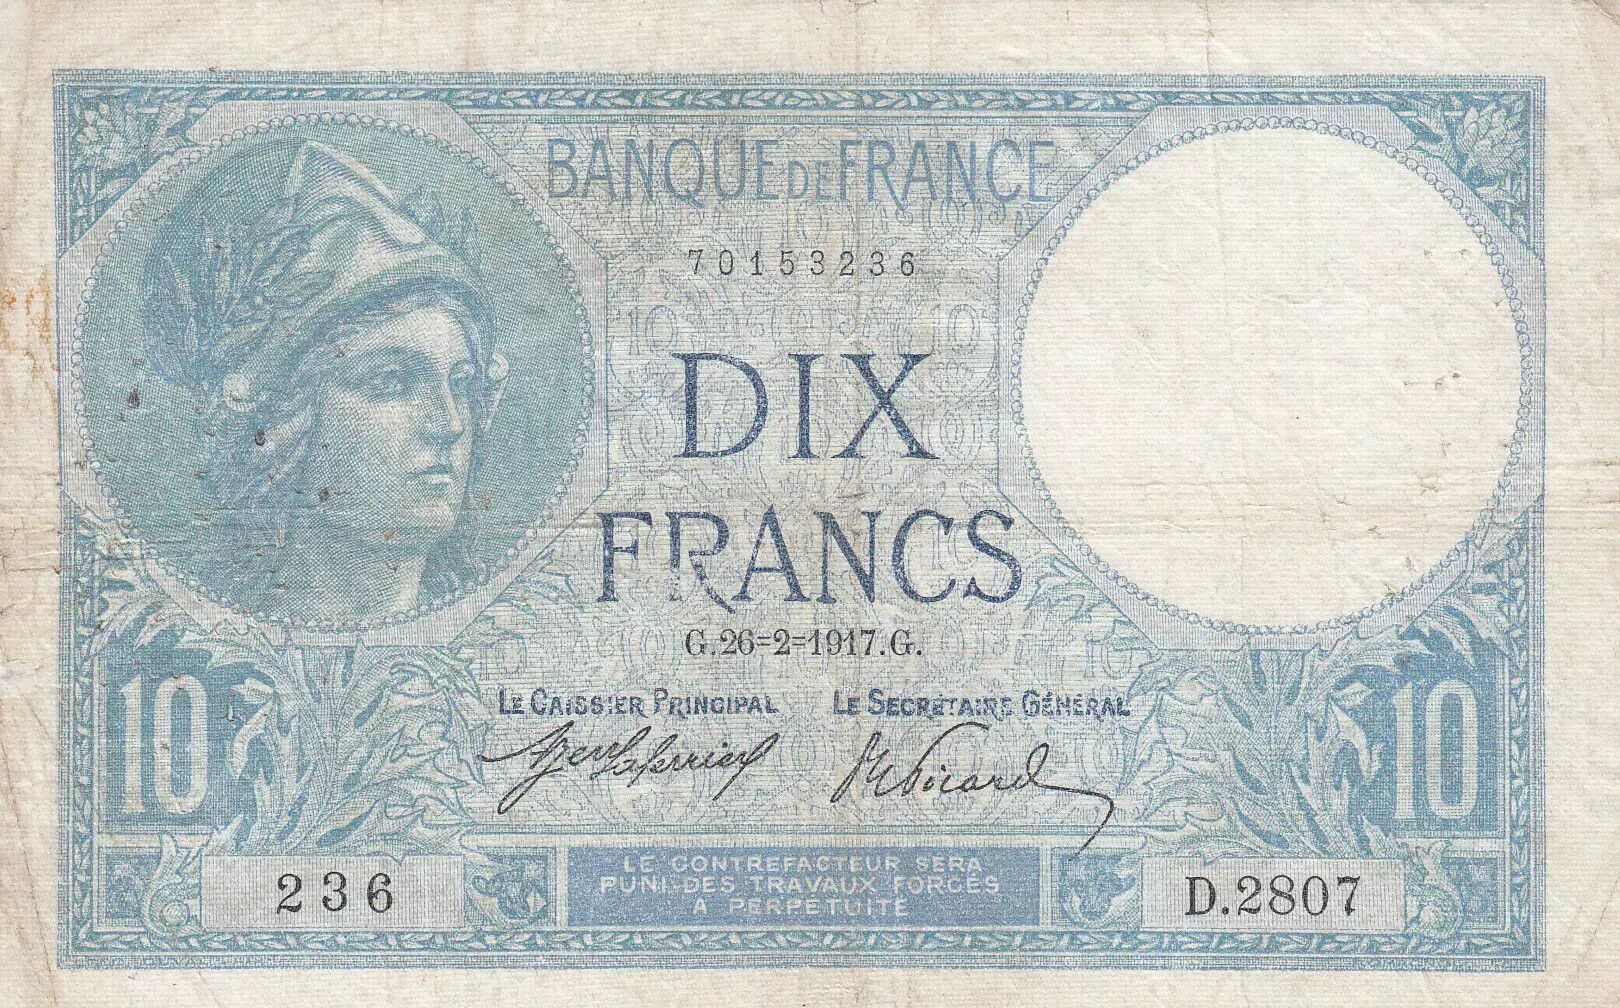 BANQUE DE FRANCE
70153236
DIX
FRANCS
G.26=2=1917.G.
10
10
LE CAISSIER PRINCIPAL
LE SECRÉTAIRE GÉNÉRAL
LE CONTREFACTEUR SERA
PUNI DES TRAVAUX FORCÉS
À PERPÉTUITÉ
236
D.2807